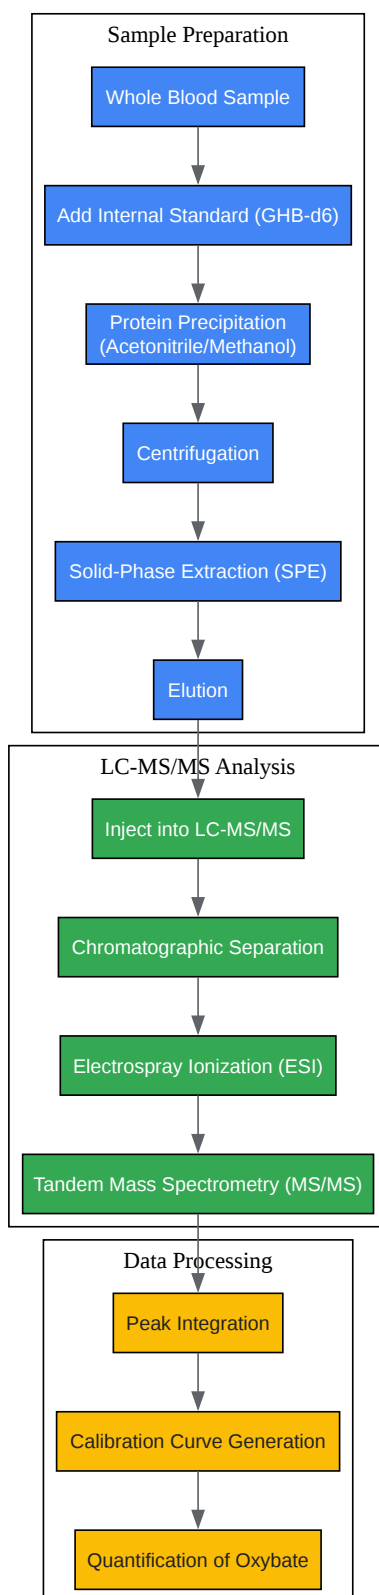 Sample Preparation
Whole Blood Sample
Add Internal Standard (GHB-d6)
Protein Precipitation
(Acetonitrile/Methanol)
Centrifugation
Solid-Phase Extraction (SPE)
Elution
LC-MS/MS Analysis
Inject into LC-MS/MS
Chromatographic Separation
Electrospray Ionization (ESI)
Tandem Mass Spectrometry (MS/MS)
Data Processing
Peak Integration
Calibration Curve Generation
Quantification of Oxybate